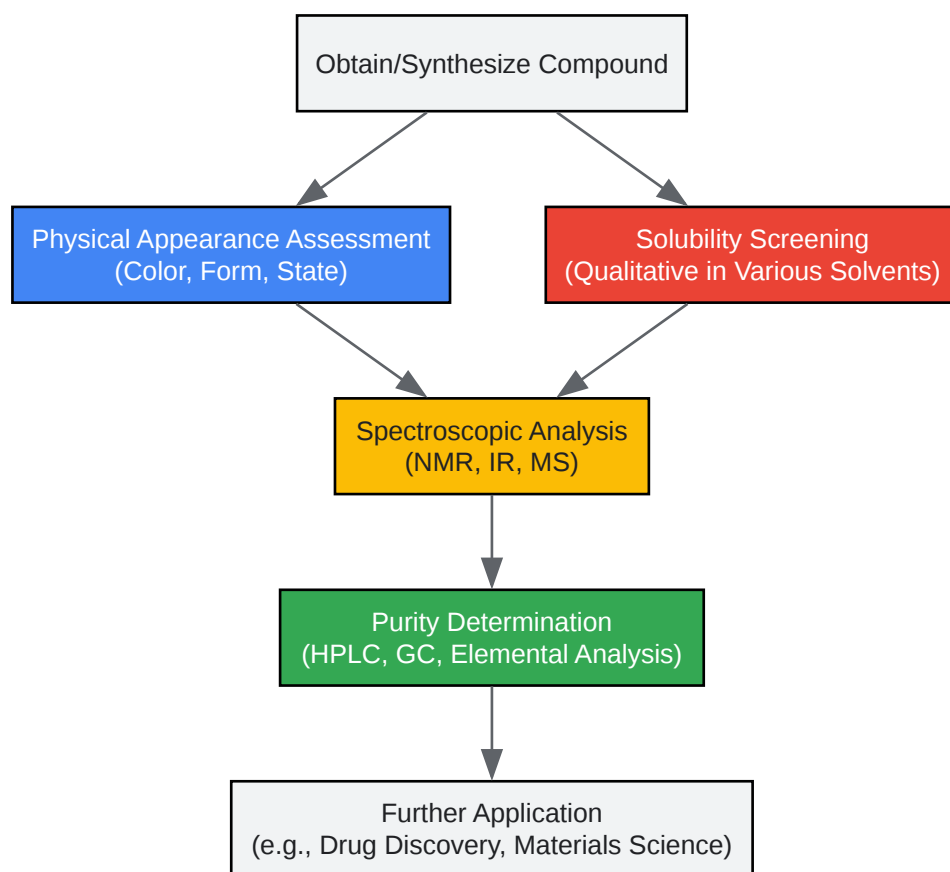 Obtain/Synthesize Compound
Physical Appearance Assessment
(Color, Form, State)
Solubility Screening
(Qualitative in Various Solvents)
Spectroscopic Analysis
(NMR, IR, MS)
Purity Determination
(HPLC, GC, Elemental Analysis)
Further Application
(e.g., Drug Discovery, Materials Science)